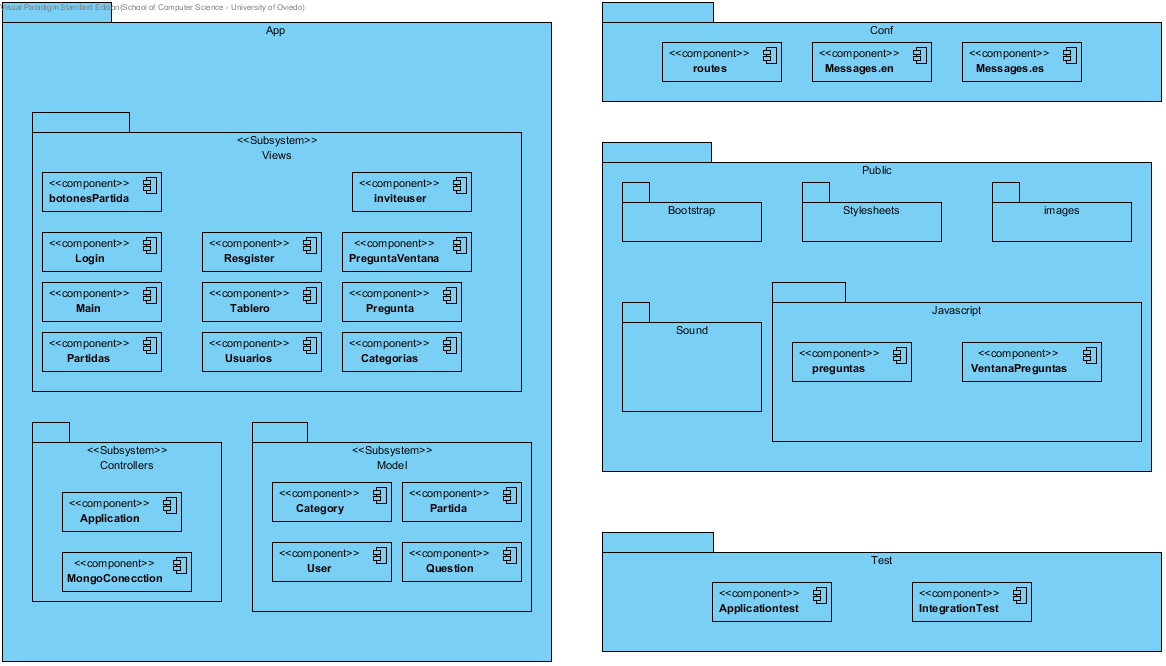 Visual Paradigm Standard Edition(School of Computer Science - University of Oviedo)
App
<<Subsystem>>
Views
<<component>>
botonesPartida
<<component>>
inviteuser
<<component>>
Login
<<component>>
Resgister
<<component>>
PreguntaVentana
<<component>>
Main
<<component>>
Tablero
<<component>>
Pregunta
<<component>>
Partidas
<<component>>
Usuarios
<<component>>
Categorias
<<Subsystem>>
Controllers
<<component>>
Application
<<component>>
MongoConecction
<<Subsystem>>
Model
<<component>>
Category
<<component>>
Partida
<<component>>
User
<<component>>
Question
Conf
<<component>>
routes
<<component>>
Messages.en
<<component>>
Messages.es
Public
Bootstrap
Stylesheets
images
Sound
Javascript
<<component>>
preguntas
<<component>>
VentanaPreguntas
Test
<<component>>
Applicationtest
<<component>>
IntegrationTest